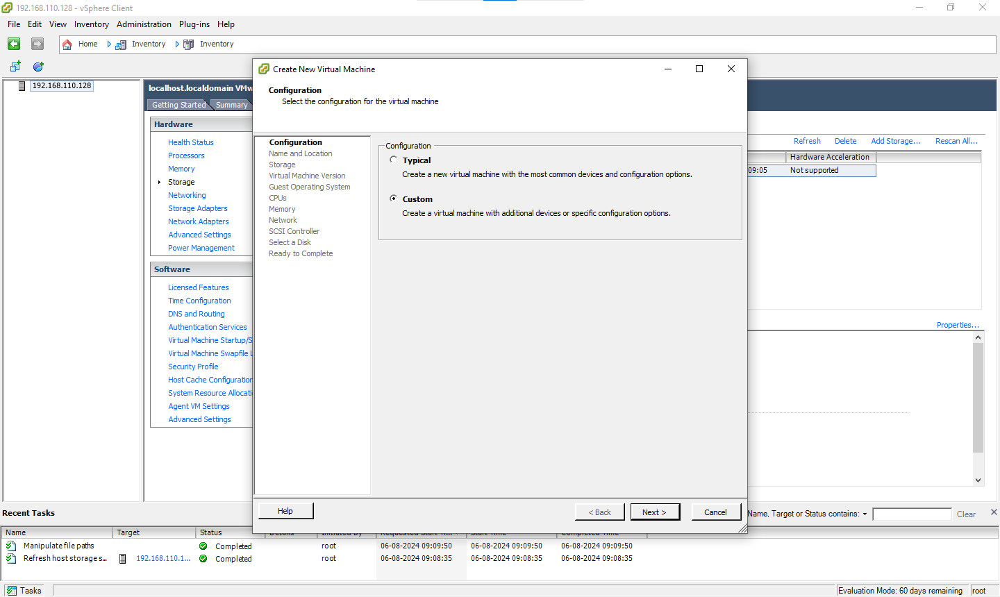 192.168.110.128 - vSphere Client
File Edit View Inventory Administration Plug-ins Help
Home Inventory Inventory
192.168.110.128
localhost.localdomain VMw
Getting Started Summary
Hardware
Health Status
Processors
Memory
Storage
Networking
Storage Adapters
Network Adapters
Advanced Settings
Power Management
Software
Licensed Features
Time Configuration
DNS and Routing
Authentication Services
Virtual Machine Startup/S
Virtual Machine Swapfile L
Security Profile
Host Cache Configuration
System Resource Allocati
Agent VM Settings
Advanced Settings
Create New Virtual Machine
Configuration
Select the configuration for the virtual machine
Configuration
Name and Location
Storage
Virtual Machine Version
Guest Operating System
CPUs
Memory
Network
SCSI Controller
Select a Disk
Ready to Complete
Configuration
Typical
Create a new virtual machine with the most common devices and configuration options.
Custom
Create a virtual machine with additional devices or specific configuration options.
Help < Back Next > Cancel
Refresh Delete Add Storage... Rescan All...
Hardware Acceleration
09:05 Not supported
Properties...
Recent Tasks
Name, Target or Status contains: Clear
Name Target Status Details Initiated by Requested Start Ti... Start Time Completed Time
Manipulate file paths Completed root 06-08-2024 09:09:50 06-08-2024 09:09:50 06-08-2024 09:09:50
Refresh host storage s... 192.168.110.1... Completed root 06-08-2024 09:08:35 06-08-2024 09:08:35 06-08-2024 09:08:35
Tasks Evaluation Mode: 60 days remaining root